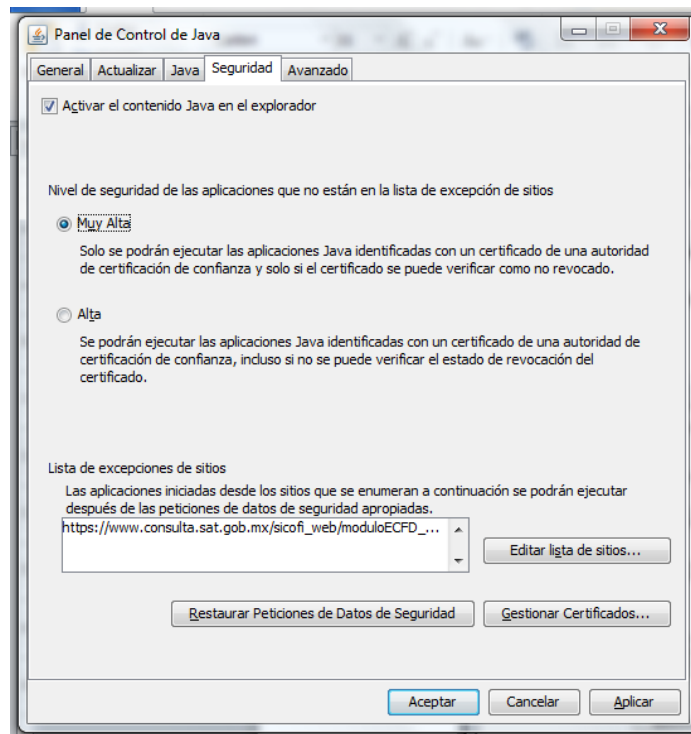 Panel de Control de Java
General Actualizar Java Seguridad Avanzado
Activar el contenido Java en el explorador
Nivel de seguridad de las aplicaciones que no están en la lista de excepción de sitios
Muy Alta
Solo se podrán ejecutar las aplicaciones Java identificadas con un certificado de una autoridad
de certificación de confianza y solo si el certificado se puede verificar como no revocado.
Alta
Se podrán ejecutar las aplicaciones Java identificadas con un certificado de una autoridad de
certificación de confianza, incluso si no se puede verificar el estado de revocación del
certificado.
Lista de excepciones de sitios
Las aplicaciones iniciadas desde los sitios que se enumeran a continuación se podrán ejecutar
después de las peticiones de datos de seguridad apropiadas.
https://www.consulta.sat.gob.mx/sicofi_web/moduloECFD_...
Editar lista de sitios...
Restaurar Peticiones de Datos de Seguridad Gestionar Certificados...
Aceptar Cancelar Aplicar